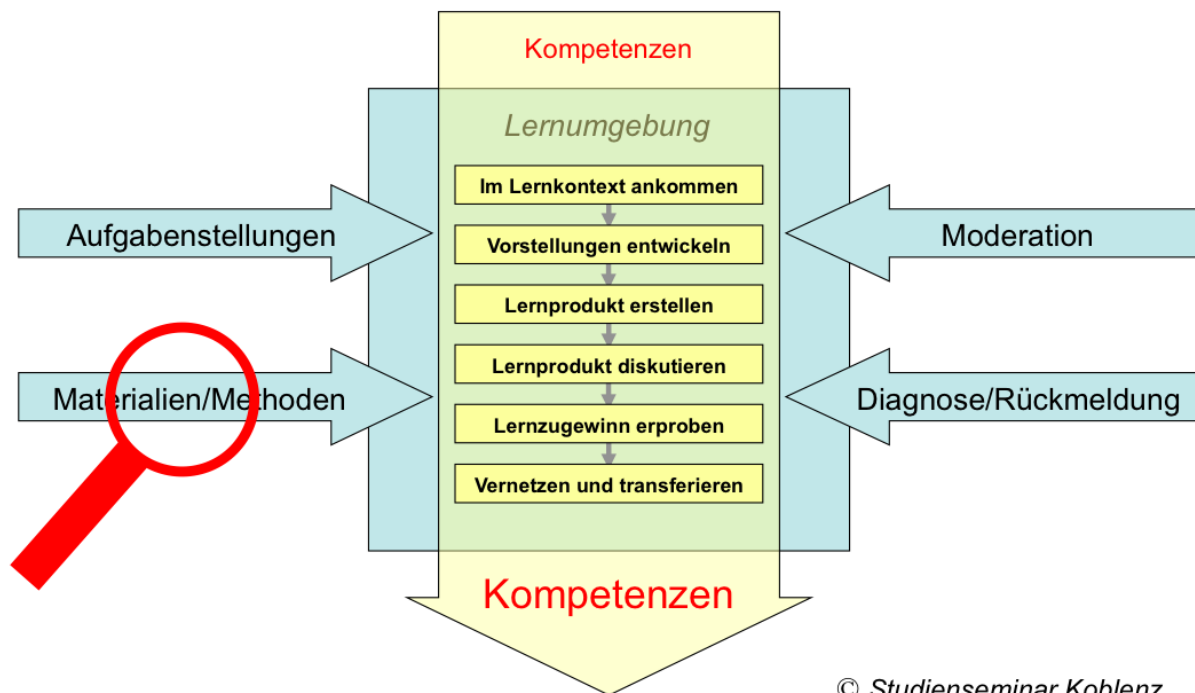 Kompetenzen
Lernumgebung
Im Lernkontext ankommen
Aufgabenstellungen
Vorstellungen entwickeln
Moderation
Lernprodukt erstellen
Lernprodukt diskutieren
Materialien/Methoden
Diagnose/Rückmeldung
Lernzugewinn erproben
Vernetzen und transferieren
Kompetenzen
© Studienseminar Koblenz